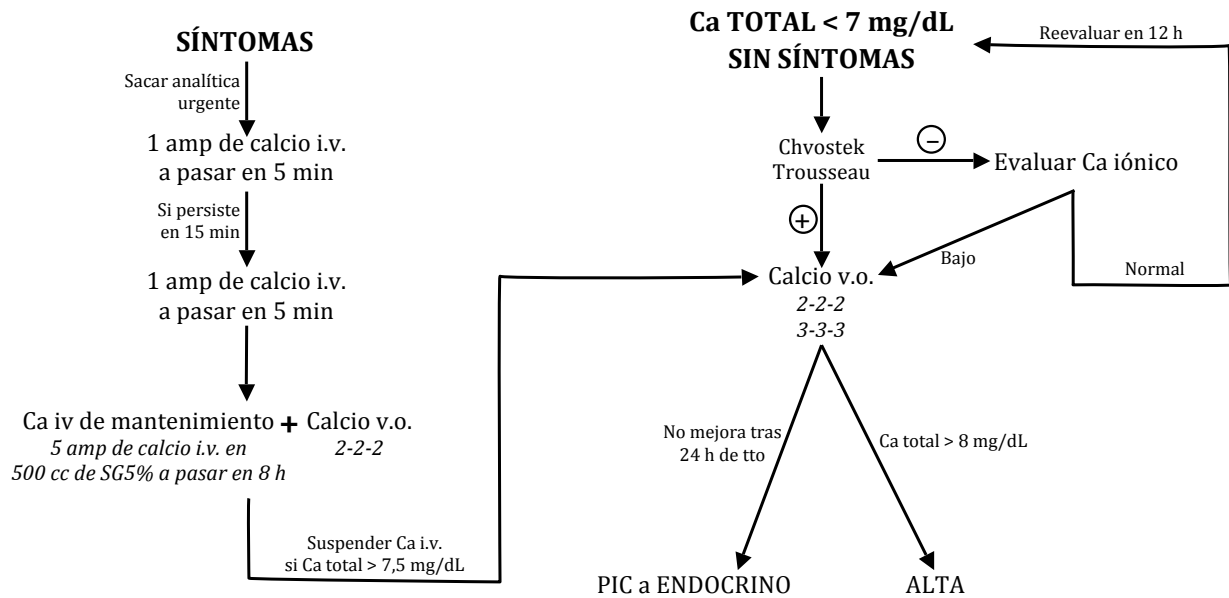 SÍNTOMAS
Sacar analítica
urgente
1 amp de calcio i.v.
a pasar en 5 min
Si persiste
en 15 min
1 amp de calcio i.v.
a pasar en 5 min
Ca iv de mantenimiento + Calcio v.o.
5 amp de calcio i.v. en
500 cc de SG5% a pasar en 8 h
2-2-2
Suspender Ca i.v.
si Ca total > 7,5 mg/dL
Ca TOTAL < 7 mg/dL
SIN SÍNTOMAS
Reevaluar en 12 h
Chvostek
Trousseau
−
Evaluar Ca iónico
+
Bajo
Normal
Calcio v.o.
2-2-2
3-3-3
No mejora tras
24 h de tto
Ca total > 8 mg/dL
PIC a ENDOCRINO
ALTA